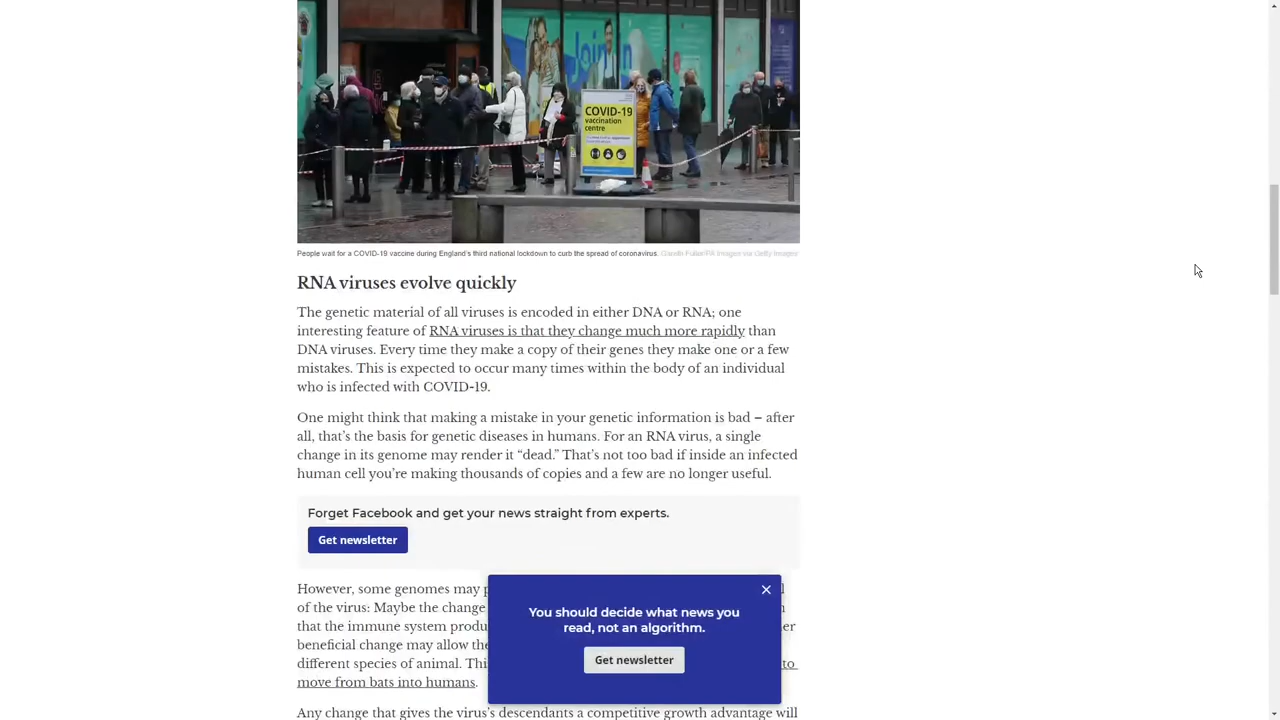 Join in
COVID-19
vaccination
centre
People wait for a COVID-19 vaccine during England's third national lockdown to curb the spread of coronavirus. Gareth Fuller/PA Images via Getty Images
RNA viruses evolve quickly
The genetic material of all viruses is encoded in either DNA or RNA; one
interesting feature of RNA viruses is that they change much more rapidly than
DNA viruses. Every time they make a copy of their genes they make one or a few
mistakes. This is expected to occur many times within the body of an individual
who is infected with COVID-19.
One might think that making a mistake in your genetic information is bad – after
all, that's the basis for genetic diseases in humans. For an RNA virus, a single
change in its genome may render it “dead.” That's not too bad if inside an infected
human cell you're making thousands of copies and a few are no longer useful.
Forget Facebook and get your news straight from experts.
Get newsletter
However, some genomes may
of the virus: Maybe the change
that the immune system
beneficial change may allow
different species of animal. to
move from bats into humans.
You should decide what news you
read, not an algorithm.
Get newsletter
Any change that gives the virus's descendants a competitive growth advantage will